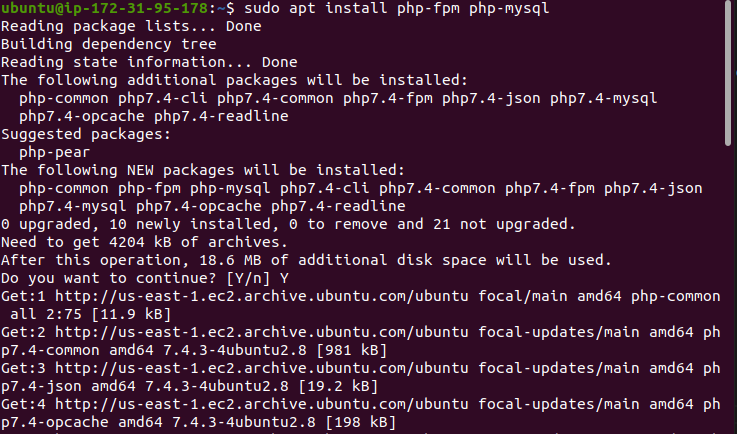 ubuntu@ip-172-31-95-178:~$ sudo apt install php-fpm php-mysql
Reading package lists... Done
Building dependency tree
Reading state information... Done
The following additional packages will be installed:
  php-common php7.4-cli php7.4-common php7.4-fpm php7.4-json php7.4-mysql
  php7.4-opcache php7.4-readline
Suggested packages:
  php-pear
The following NEW packages will be installed:
  php-common php-fpm php-mysql php7.4-cli php7.4-common php7.4-fpm php7.4-json
  php7.4-mysql php7.4-opcache php7.4-readline
0 upgraded, 10 newly installed, 0 to remove and 21 not upgraded.
Need to get 4204 kB of archives.
After this operation, 18.6 MB of additional disk space will be used.
Do you want to continue? [Y/n] Y
Get:1 http://us-east-1.ec2.archive.ubuntu.com/ubuntu focal/main amd64 php-common
 all 2:75 [11.9 kB]
Get:2 http://us-east-1.ec2.archive.ubuntu.com/ubuntu focal-updates/main amd64 ph
p7.4-common amd64 7.4.3-4ubuntu2.8 [981 kB]
Get:3 http://us-east-1.ec2.archive.ubuntu.com/ubuntu focal-updates/main amd64 ph
p7.4-json amd64 7.4.3-4ubuntu2.8 [19.2 kB]
Get:4 http://us-east-1.ec2.archive.ubuntu.com/ubuntu focal-updates/main amd64 ph
p7.4-opcache amd64 7.4.3-4ubuntu2.8 [198 kB]